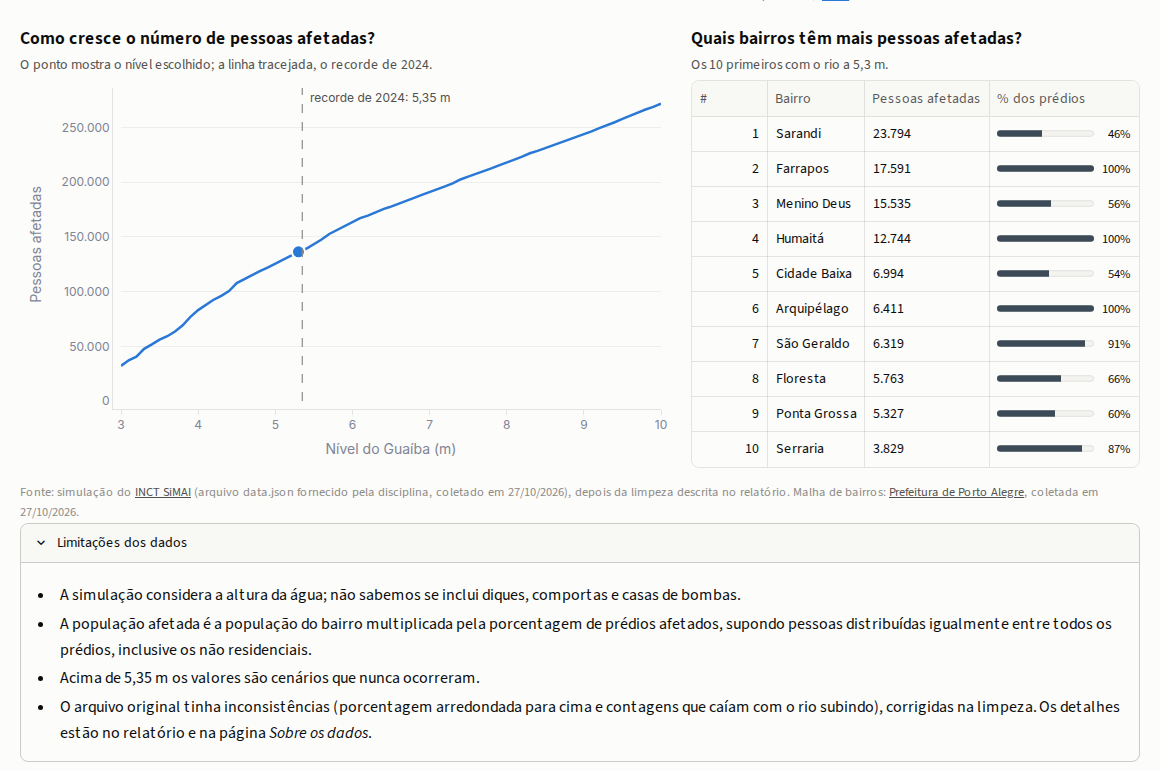 Como cresce o número de pessoas afetadas?
O ponto mostra o nível escolhido; a linha tracejada, o recorde de 2024.
recorde de 2024: 5,35 m
250.000
200.000
150.000
100.000
50.000
0
Pessoas afetadas
3 4 5 6 7 8 9 10
Nível do Guaíba (m)
Quais bairros têm mais pessoas afetadas?
Os 10 primeiros com o rio a 5,3 m.
# Bairro Pessoas afetadas % dos prédios
1 Sarandi 23.794 46%
2 Farrapos 17.591 100%
3 Menino Deus 15.535 56%
4 Humaitá 12.744 100%
5 Cidade Baixa 6.994 54%
6 Arquipélago 6.411 100%
7 São Geraldo 6.319 91%
8 Floresta 5.763 66%
9 Ponta Grossa 5.327 60%
10 Serraria 3.829 87%
Fonte: simulação do INCT SiMAI (arquivo data.json fornecido pela disciplina, coletado em 27/10/2026), depois da limpeza descrita no relatório. Malha de bairros: Prefeitura de Porto Alegre, coletada em
27/10/2026.
Limitações dos dados
• A simulação considera a altura da água; não sabemos se inclui diques, comportas e casas de bombas.
• A população afetada é a população do bairro multiplicada pela porcentagem de prédios afetados, supondo pessoas distribuídas igualmente entre todos os
prédios, inclusive os não residenciais.
• Acima de 5,35 m os valores são cenários que nunca ocorreram.
• O arquivo original tinha inconsistências (porcentagem arredondada para cima e contagens que caíam com o rio subindo), corrigidas na limpeza. Os detalhes
estão no relatório e na página Sobre os dados.